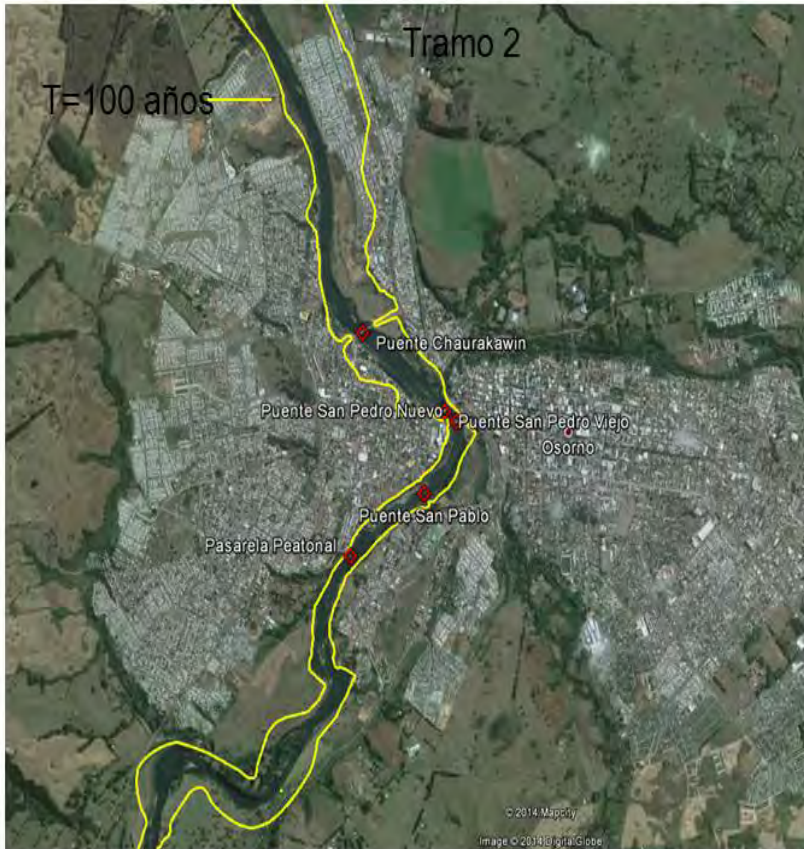 Tramo 2
T=100 años
Puente Chaurakawin
Puente San Pedro Nuevo
Puente San Pedro Viejo
Osorno
Puente San Pablo
Pasarela Peatonal
© 2014 Mapcity
Image © 2014 DigitalGlobe